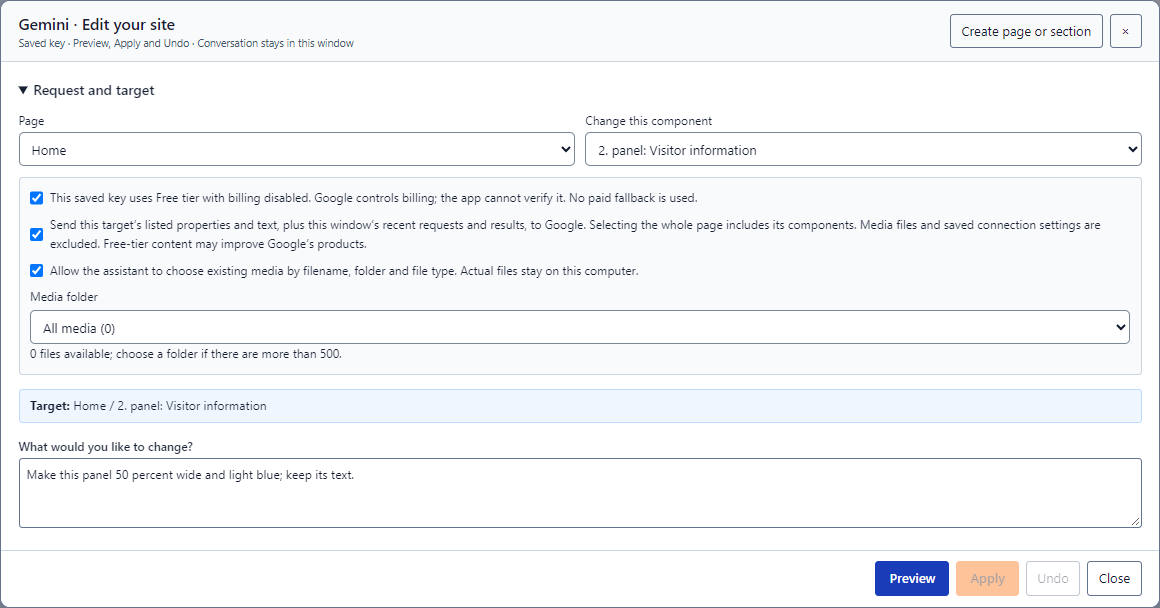 Gemini · Edit your site
Saved key · Preview, Apply and Undo · Conversation stays in this window
Create page or section
×
▼ Request and target
Page
Change this component
Home
2. panel: Visitor information
This saved key uses Free tier with billing disabled. Google controls billing; the app cannot verify it. No paid fallback is used.
Send this target's listed properties and text, plus this window's recent requests and results, to Google. Selecting the whole page includes its components. Media files and saved connection settings are
excluded. Free-tier content may improve Google's products.
Allow the assistant to choose existing media by filename, folder and file type. Actual files stay on this computer.
Media folder
All media (0)
0 files available; choose a folder if there are more than 500.
Target: Home / 2. panel: Visitor information
What would you like to change?
Make this panel 50 percent wide and light blue; keep its text.
Preview
Apply
Undo
Close